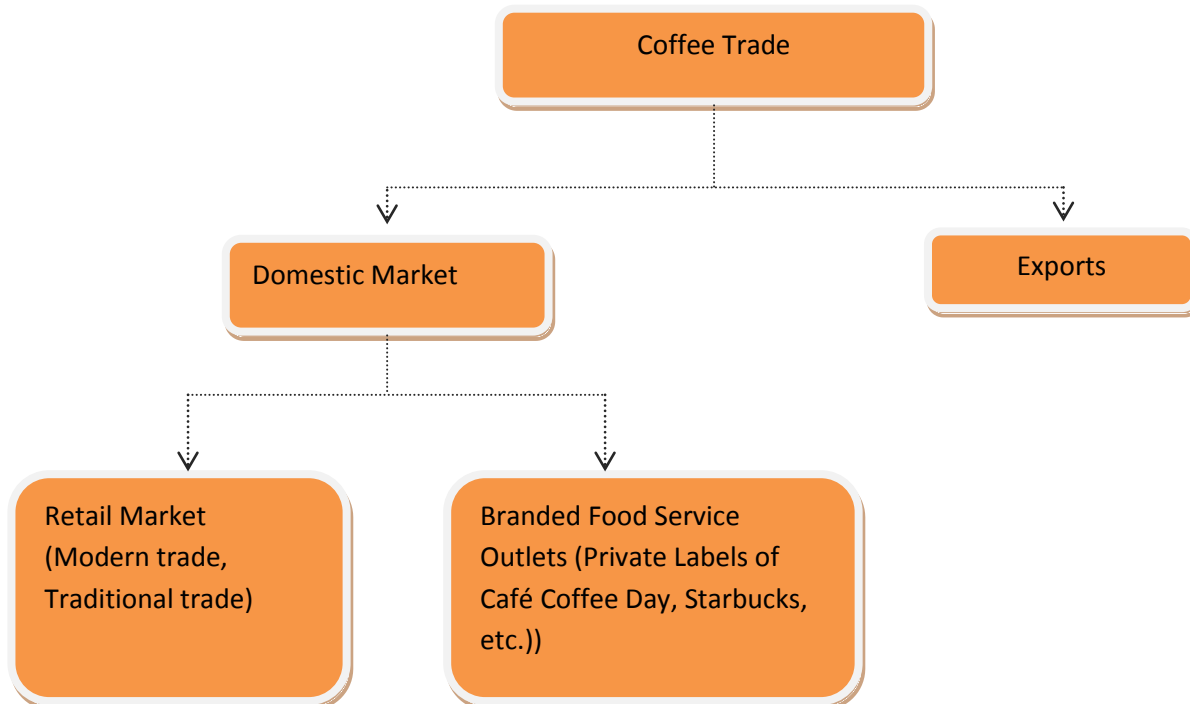 Coffee Trade
Domestic Market
Exports
Retail Market
(Modern trade,
Traditional trade)
Branded Food Service
Outlets (Private Labels of
Café Coffee Day, Starbucks,
etc.))